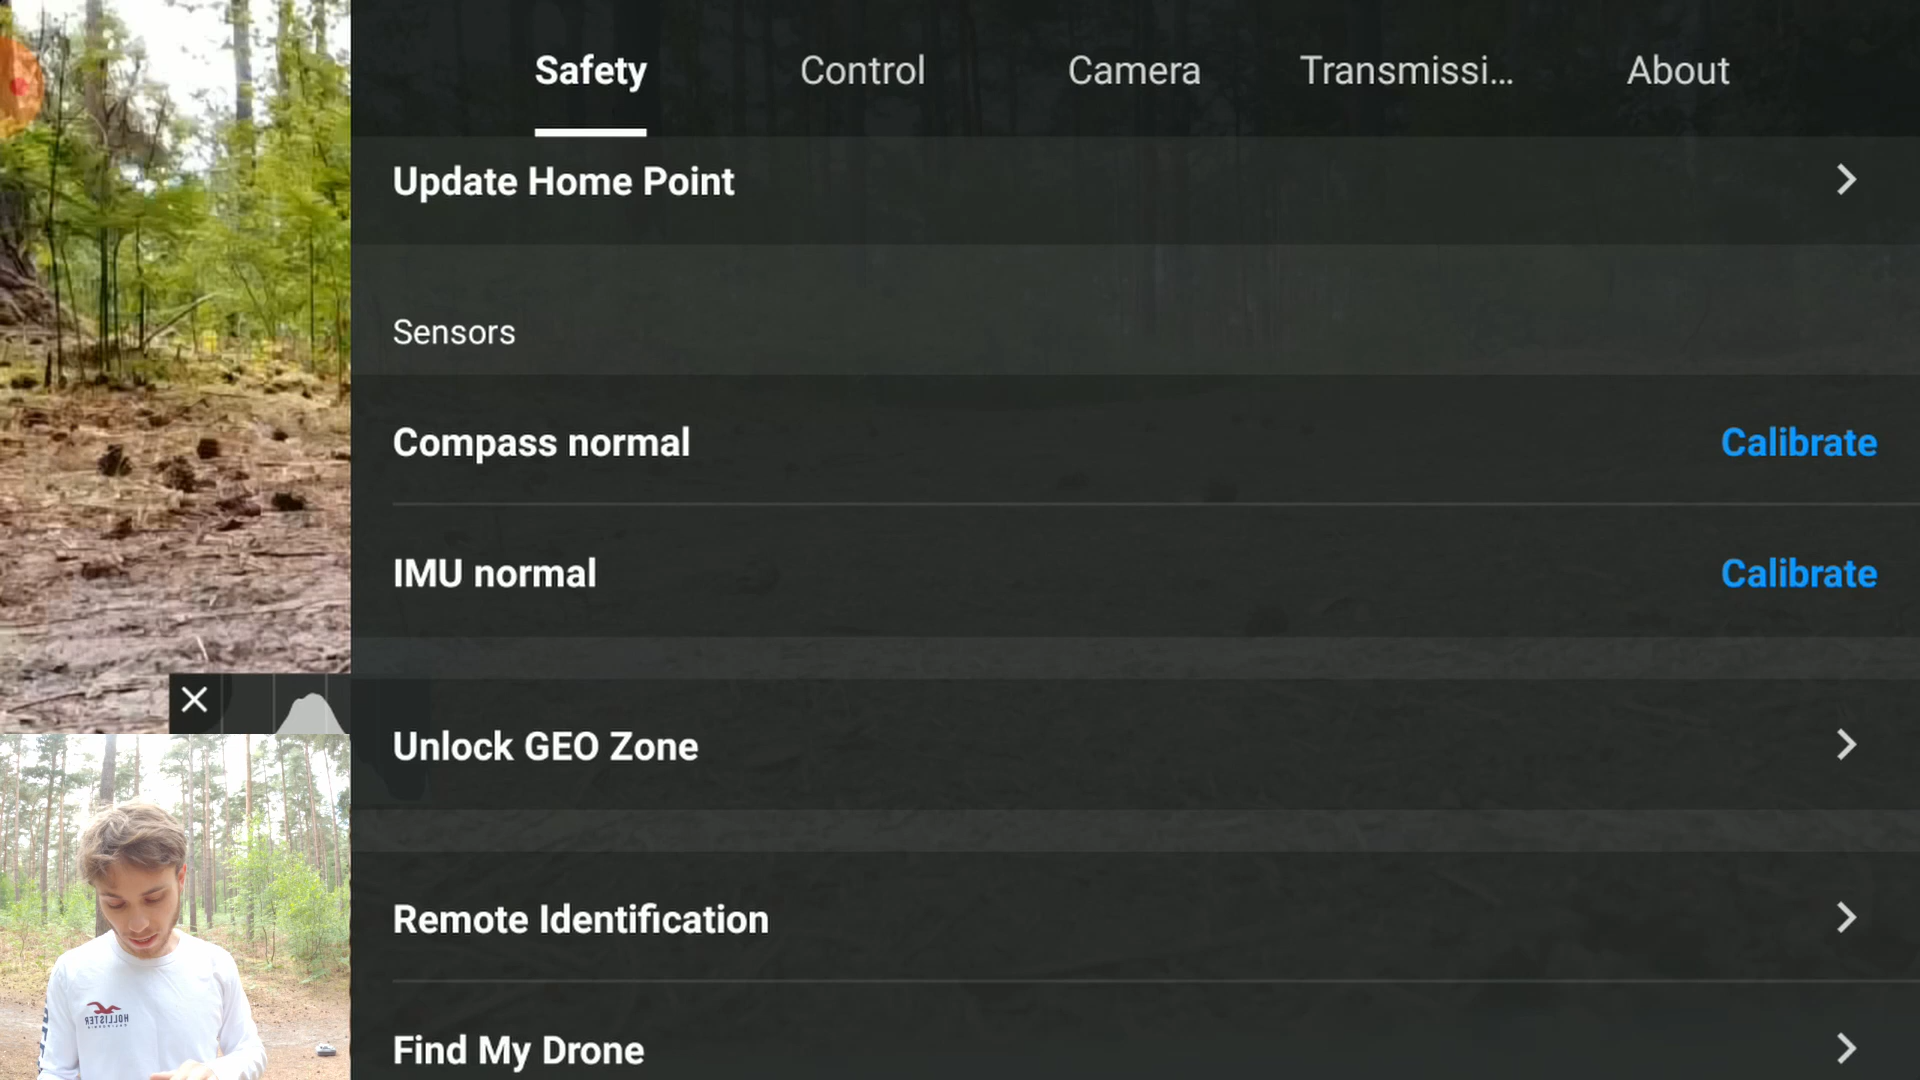 Safety
Control
Camera
Transmissi...
About
Update Home Point
Sensors
Compass normal
Calibrate
IMU normal
Calibrate
Unlock GEO Zone
Remote Identification
Find My Drone
HOLLISTER